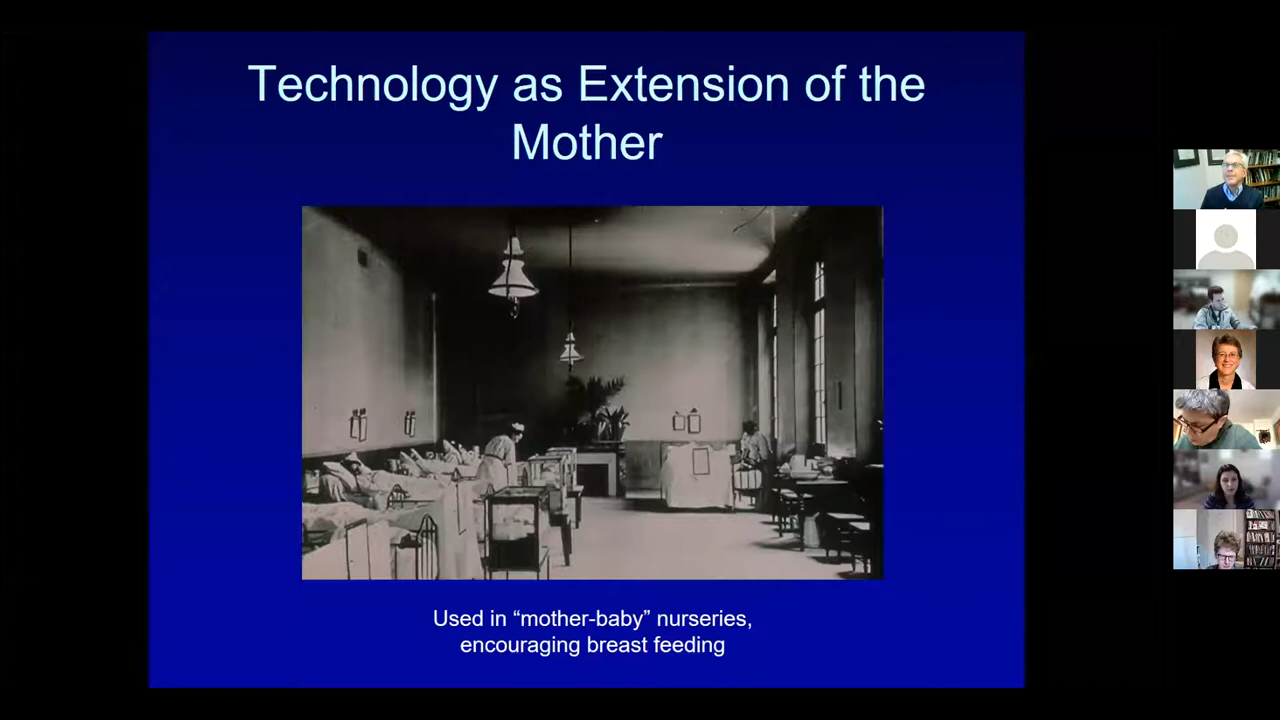 Technology as Extension of the
Mother
Used in “mother-baby” nurseries,
encouraging breast feeding